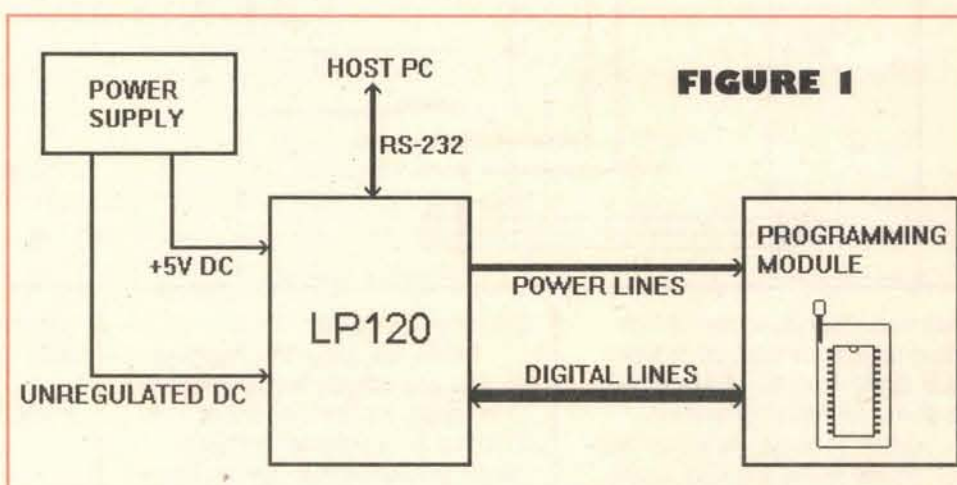 POWER
SUPPLY
HOST PC
FIGURE 1
RS-232
+5V DC
UNREGULATED DC
LP120
POWER LINES
DIGITAL LINES
PROGRAMMING
MODULE